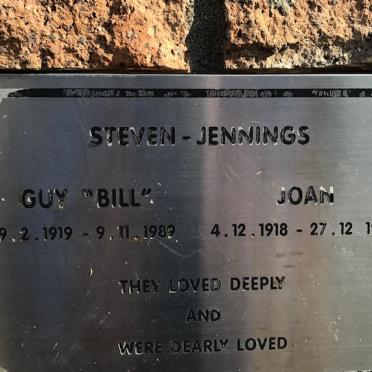 STEVEN - JENNINGS
GUY "BILL" JOAN
9.2.1919 - 9.11.1989 4.12.1918 - 27.12.1
THEY LOVED DEEPLY
AND
WERE DEARLY LOVED